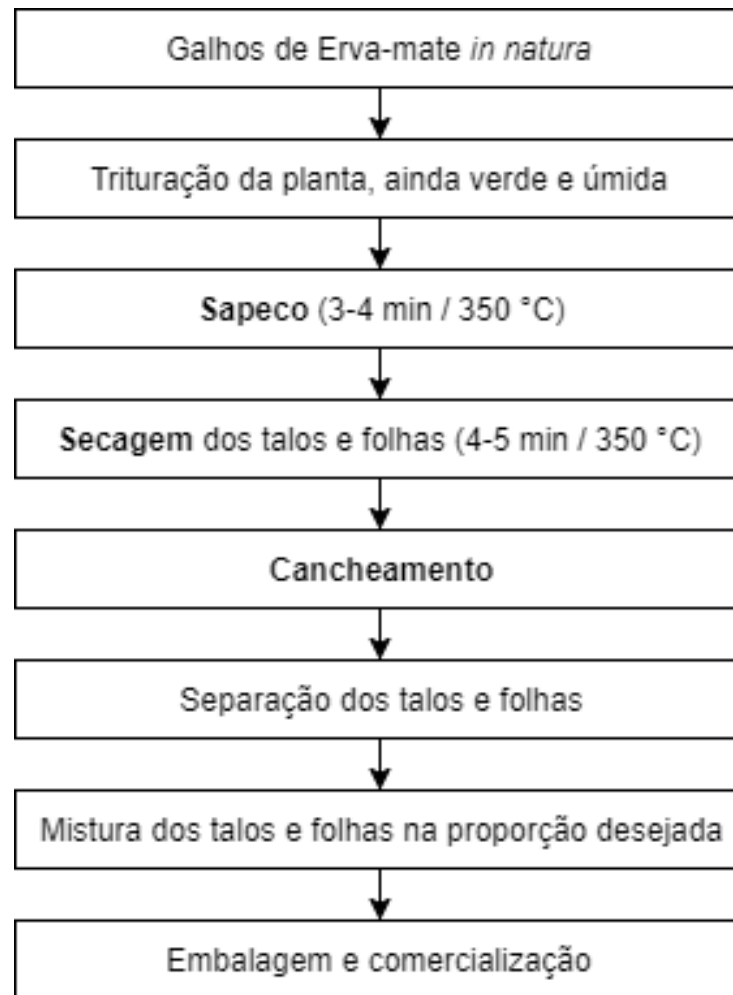 Galhos de Erva-mate in natura
Trituração da planta, ainda verde e úmida
Sapeco (3-4 min / 350 °C)
Secagem dos talos e folhas (4-5 min / 350 °C)
Cancheamento
Separação dos talos e folhas
Mistura dos talos e folhas na proporção desejada
Embalagem e comercialização